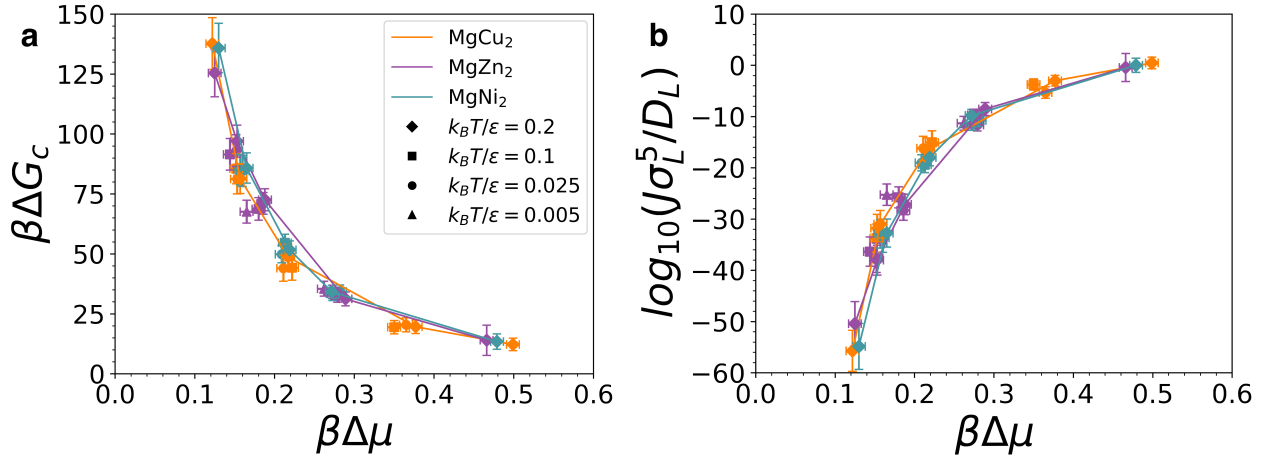 a
150
125
100
75
50
25
0
βΔG_c
0.0 0.1 0.2 0.3 0.4 0.5 0.6
βΔμ
MgCu₂
MgZn₂
MgNi₂
k_BT/ε = 0.2
k_BT/ε = 0.1
k_BT/ε = 0.025
k_BT/ε = 0.005
b
0
−10
−20
−30
−40
−50
−60
log₁₀(Jσ_L⁵/D_L)
0.0 0.1 0.2 0.3 0.4 0.5 0.6
βΔμ